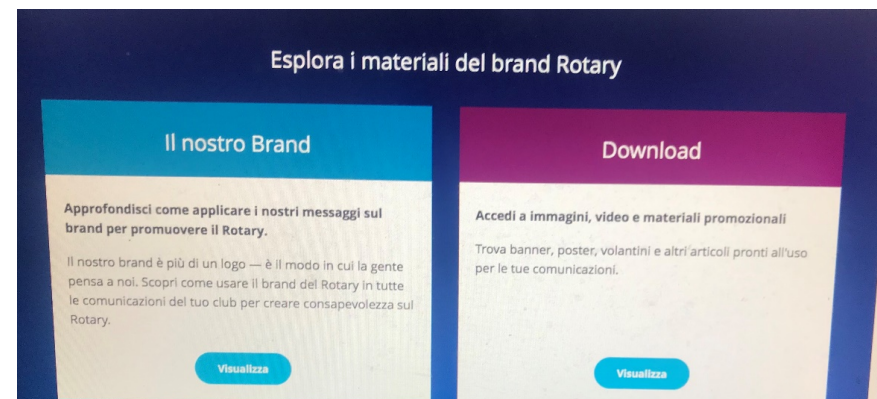 Esplora i materiali del brand Rotary
Il nostro Brand
Approfondisci come applicare i nostri messaggi sul
brand per promuovere il Rotary.
Il nostro brand è più di un logo — è il modo in cui la gente
pensa a noi. Scopri come usare il brand del Rotary in tutte
le comunicazioni del tuo club per creare consapevolezza sul
Rotary.
Visualizza
Download
Accedi a immagini, video e materiali promozionali
Trova banner, poster, volantini e altri articoli pronti all'uso
per le tue comunicazioni.
Visualizza